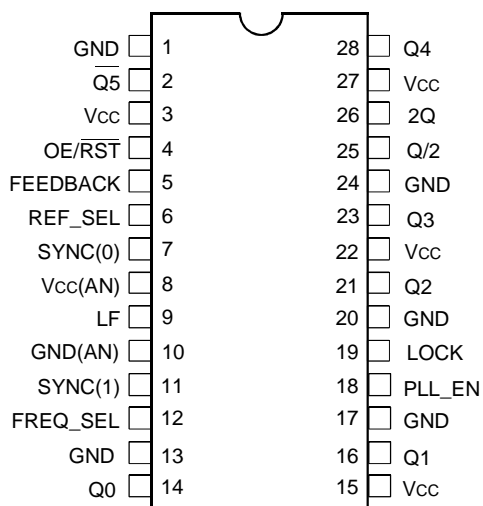 GND 1 28 Q4
Q5 2 27 Vcc
Vcc 3 26 2Q
OE/RST 4 25 Q/2
FEEDBACK 5 24 GND
REF_SEL 6 23 Q3
SYNC(0) 7 22 Vcc
Vcc(AN) 8 21 Q2
LF 9 20 GND
GND(AN) 10 19 LOCK
SYNC(1) 11 18 PLL_EN
FREQ_SEL 12 17 GND
GND 13 16 Q1
Q0 14 15 Vcc